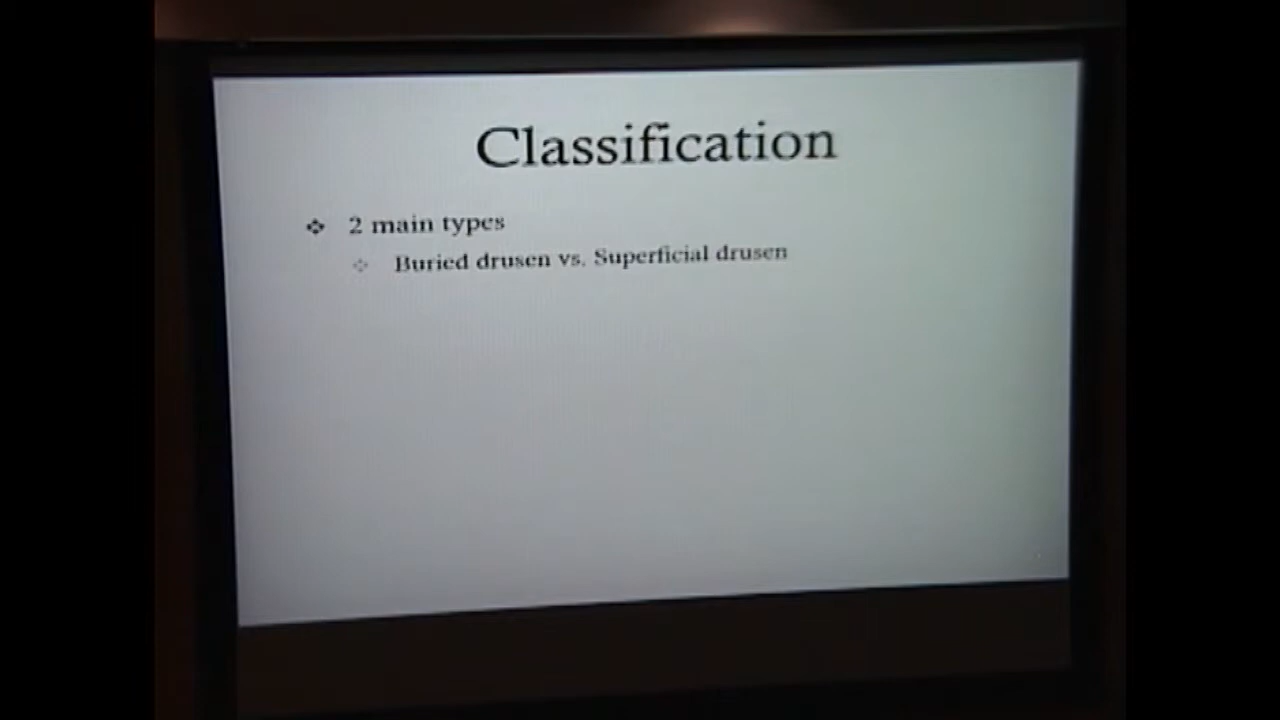 Classification
2 main types
Buried drusen vs. Superficial drusen